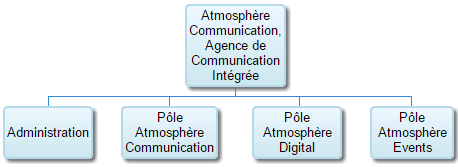 Atmosphère
Communication,
Agence de
Communication
Intégrée
Administration
Pôle
Atmosphère
Communication
Pôle
Atmosphère
Digital
Pôle
Atmosphère
Events